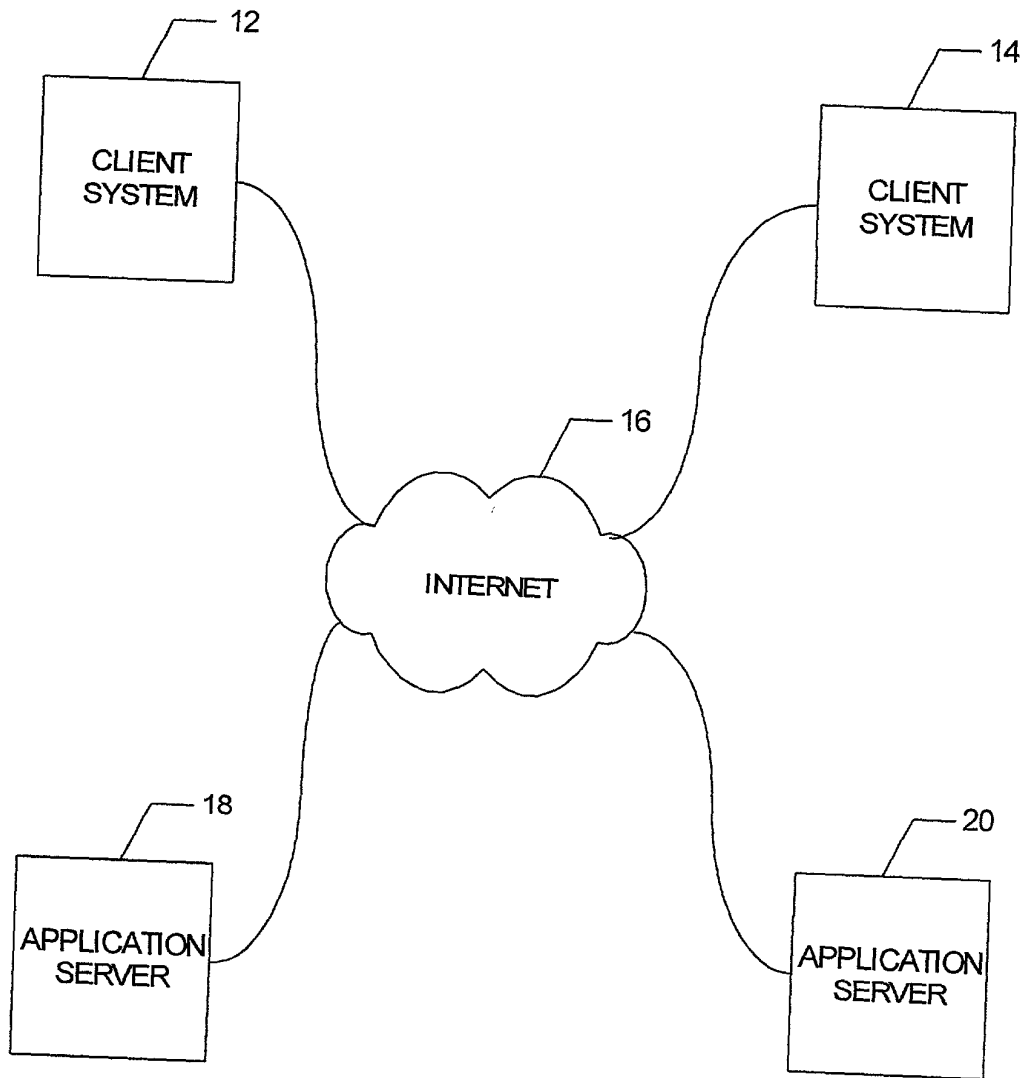 12
14
CLIENT
SYSTEM
CLIENT
SYSTEM
16
INTERNET
18
20
APPLICATION
SERVER
APPLICATION
SERVER